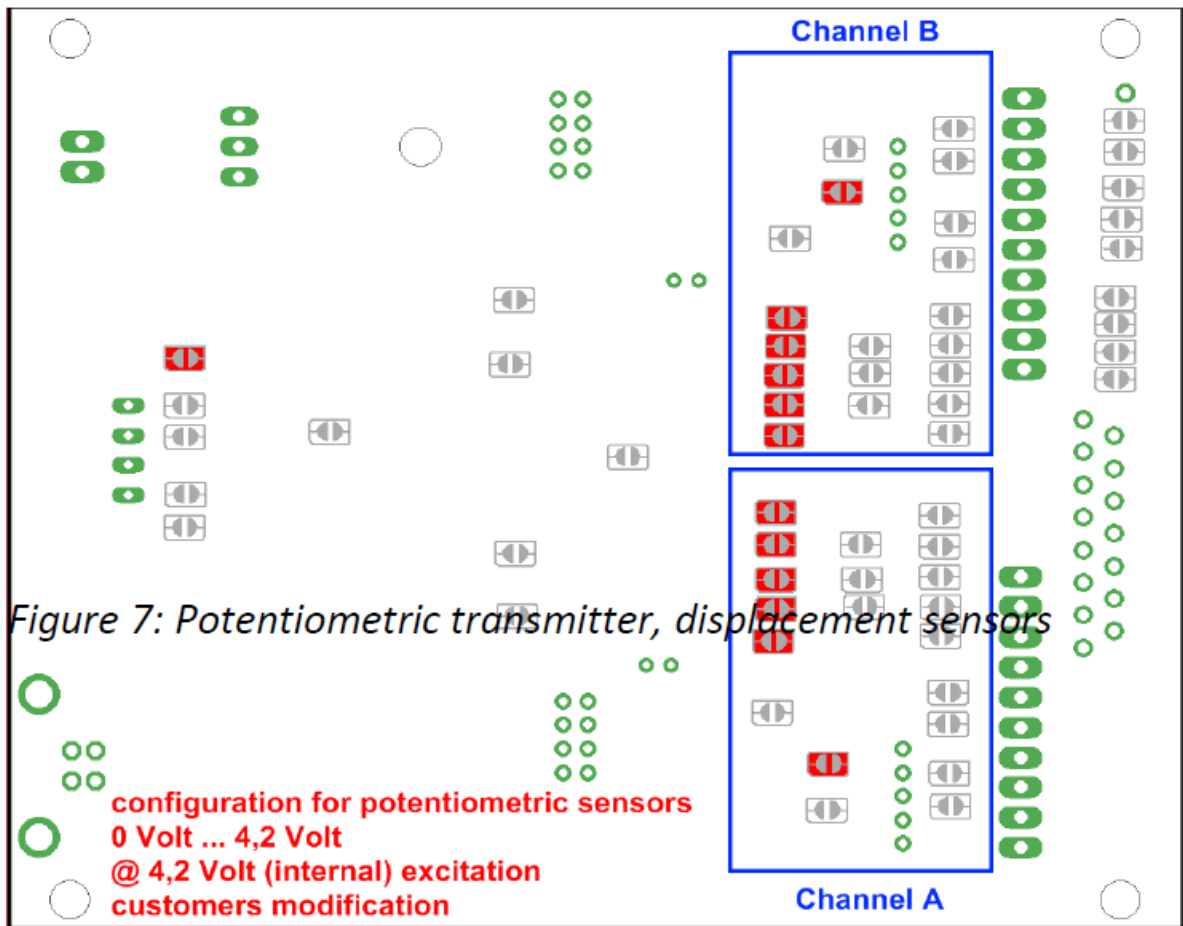 Channel B
Figure 7: Potentiometric transmitter, displacement sensors
configuration for potentiometric sensors
0 Volt ... 4,2 Volt
@ 4,2 Volt (internal) excitation
customers modification
Channel A